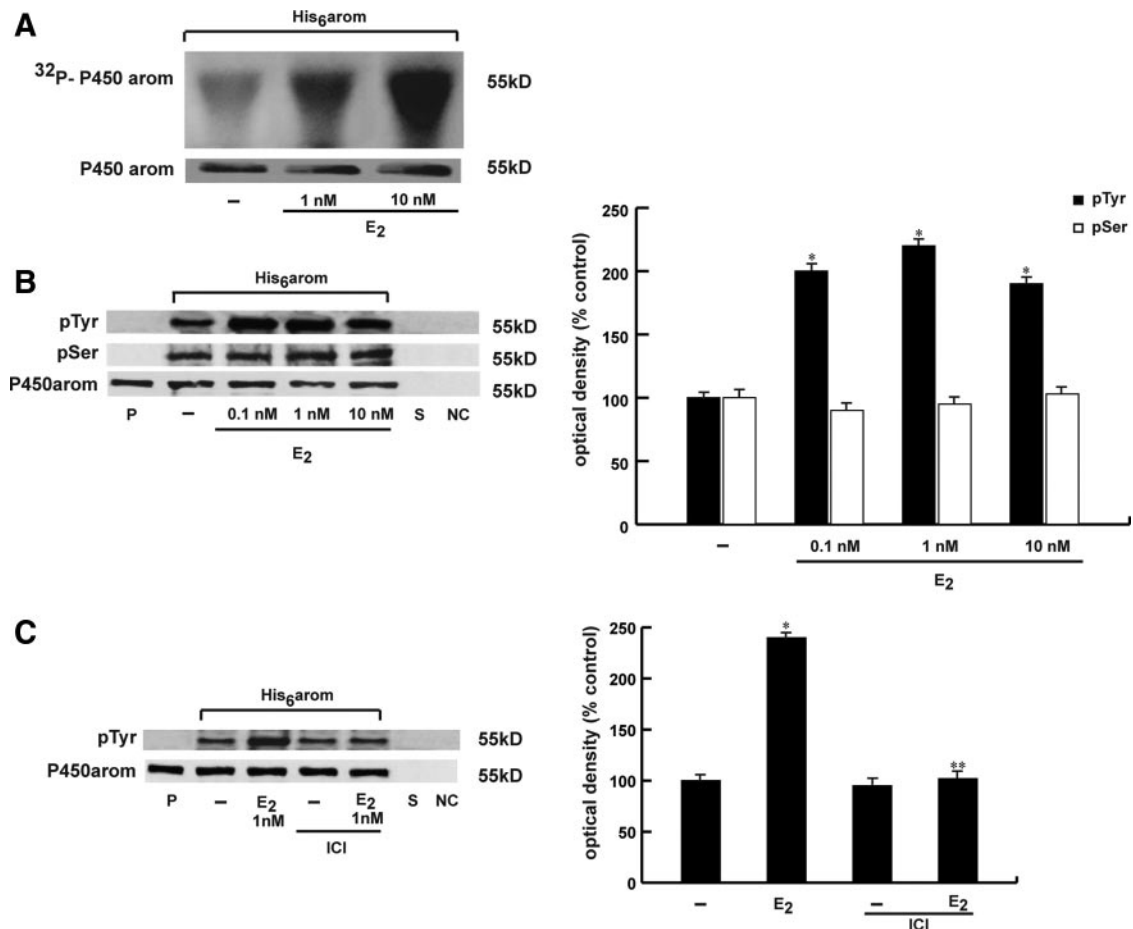 A
His6arom
32P- P450 arom 55kD
P450 arom 55kD
– 1 nM 10 nM
E2
B
His6arom
pTyr 55kD
pSer 55kD
P450arom 55kD
P – 0.1 nM 1 nM 10 nM S NC
E2
pTyr
pSer
optical density (% control)
250
200
150
100
50
0
* * *
– 0.1 nM 1 nM 10 nM
E2
C
His6arom
pTyr 55kD
P450arom 55kD
P – E2 – E2 S NC
1nM 1nM
ICI
optical density (% control)
250
200
150
100
50
0
* **
– E2 – E2
ICI